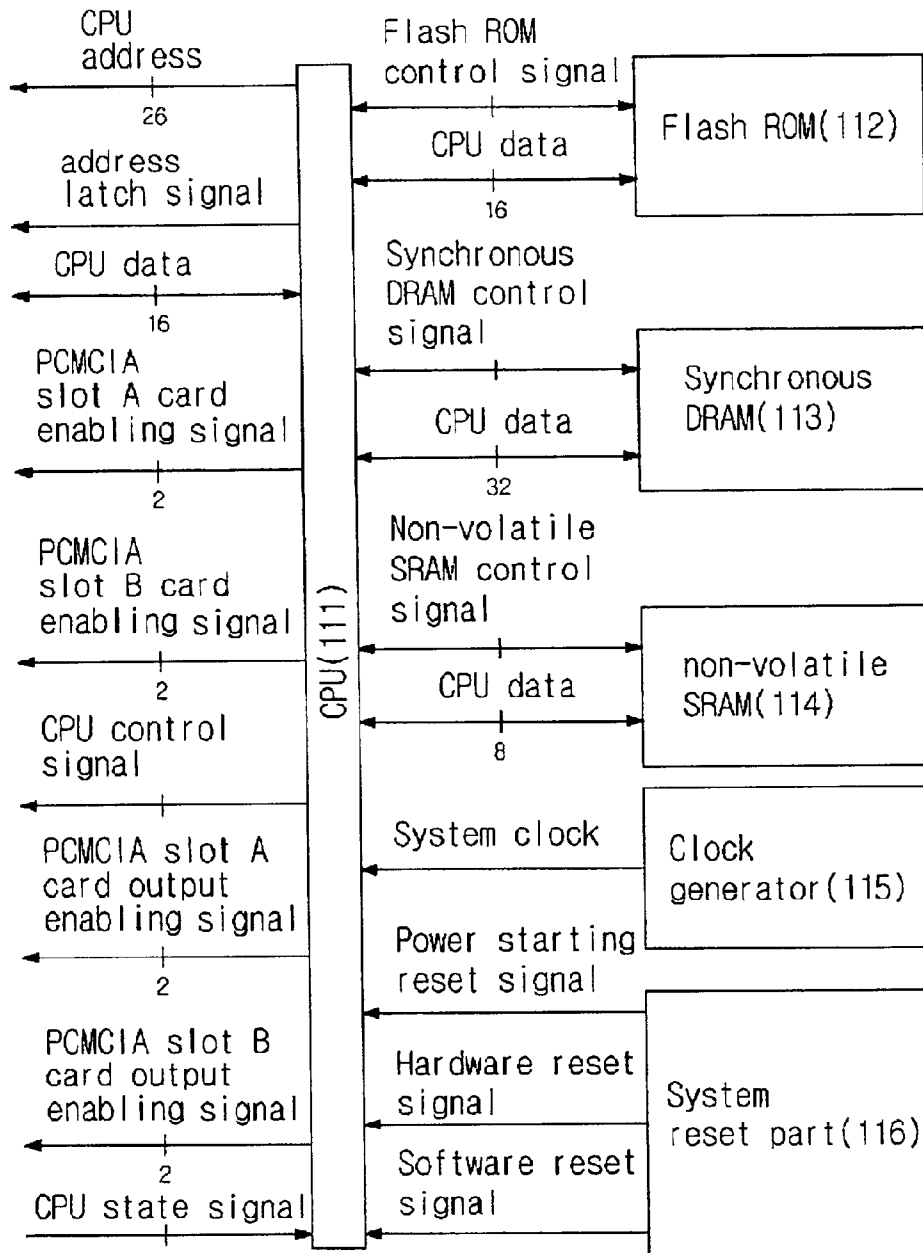 CPU
address
26
address
latch signal
CPU data
16
PCMCIA
slot A card
enabling signal
2
PCMCIA
slot B card
enabling signal
2
CPU control
signal
PCMCIA slot A
card output
enabling signal
2
PCMCIA slot B
card output
enabling signal
2
CPU state signal
CPU(111)
Flash ROM
control signal
CPU data
16
Synchronous
DRAM control
signal
CPU data
32
Non-volatile
SRAM control
signal
CPU data
8
System clock
Power starting
reset signal
Hardware reset
signal
Software reset
signal
Flash ROM(112)
Synchronous
DRAM(113)
non-volatile
SRAM(114)
Clock
generator(115)
System
reset part(116)